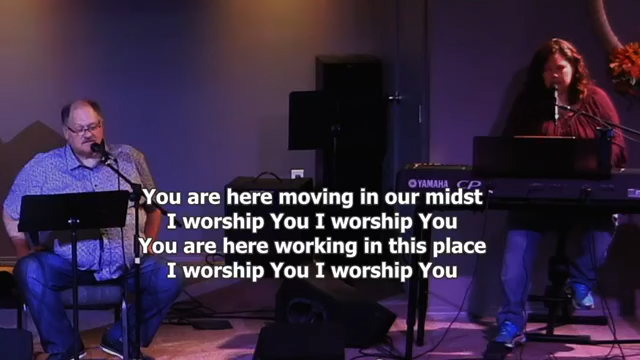 You are here moving in our midst
I worship You I worship You
You are here working in this place
I worship You I worship You
YAMAHA CP